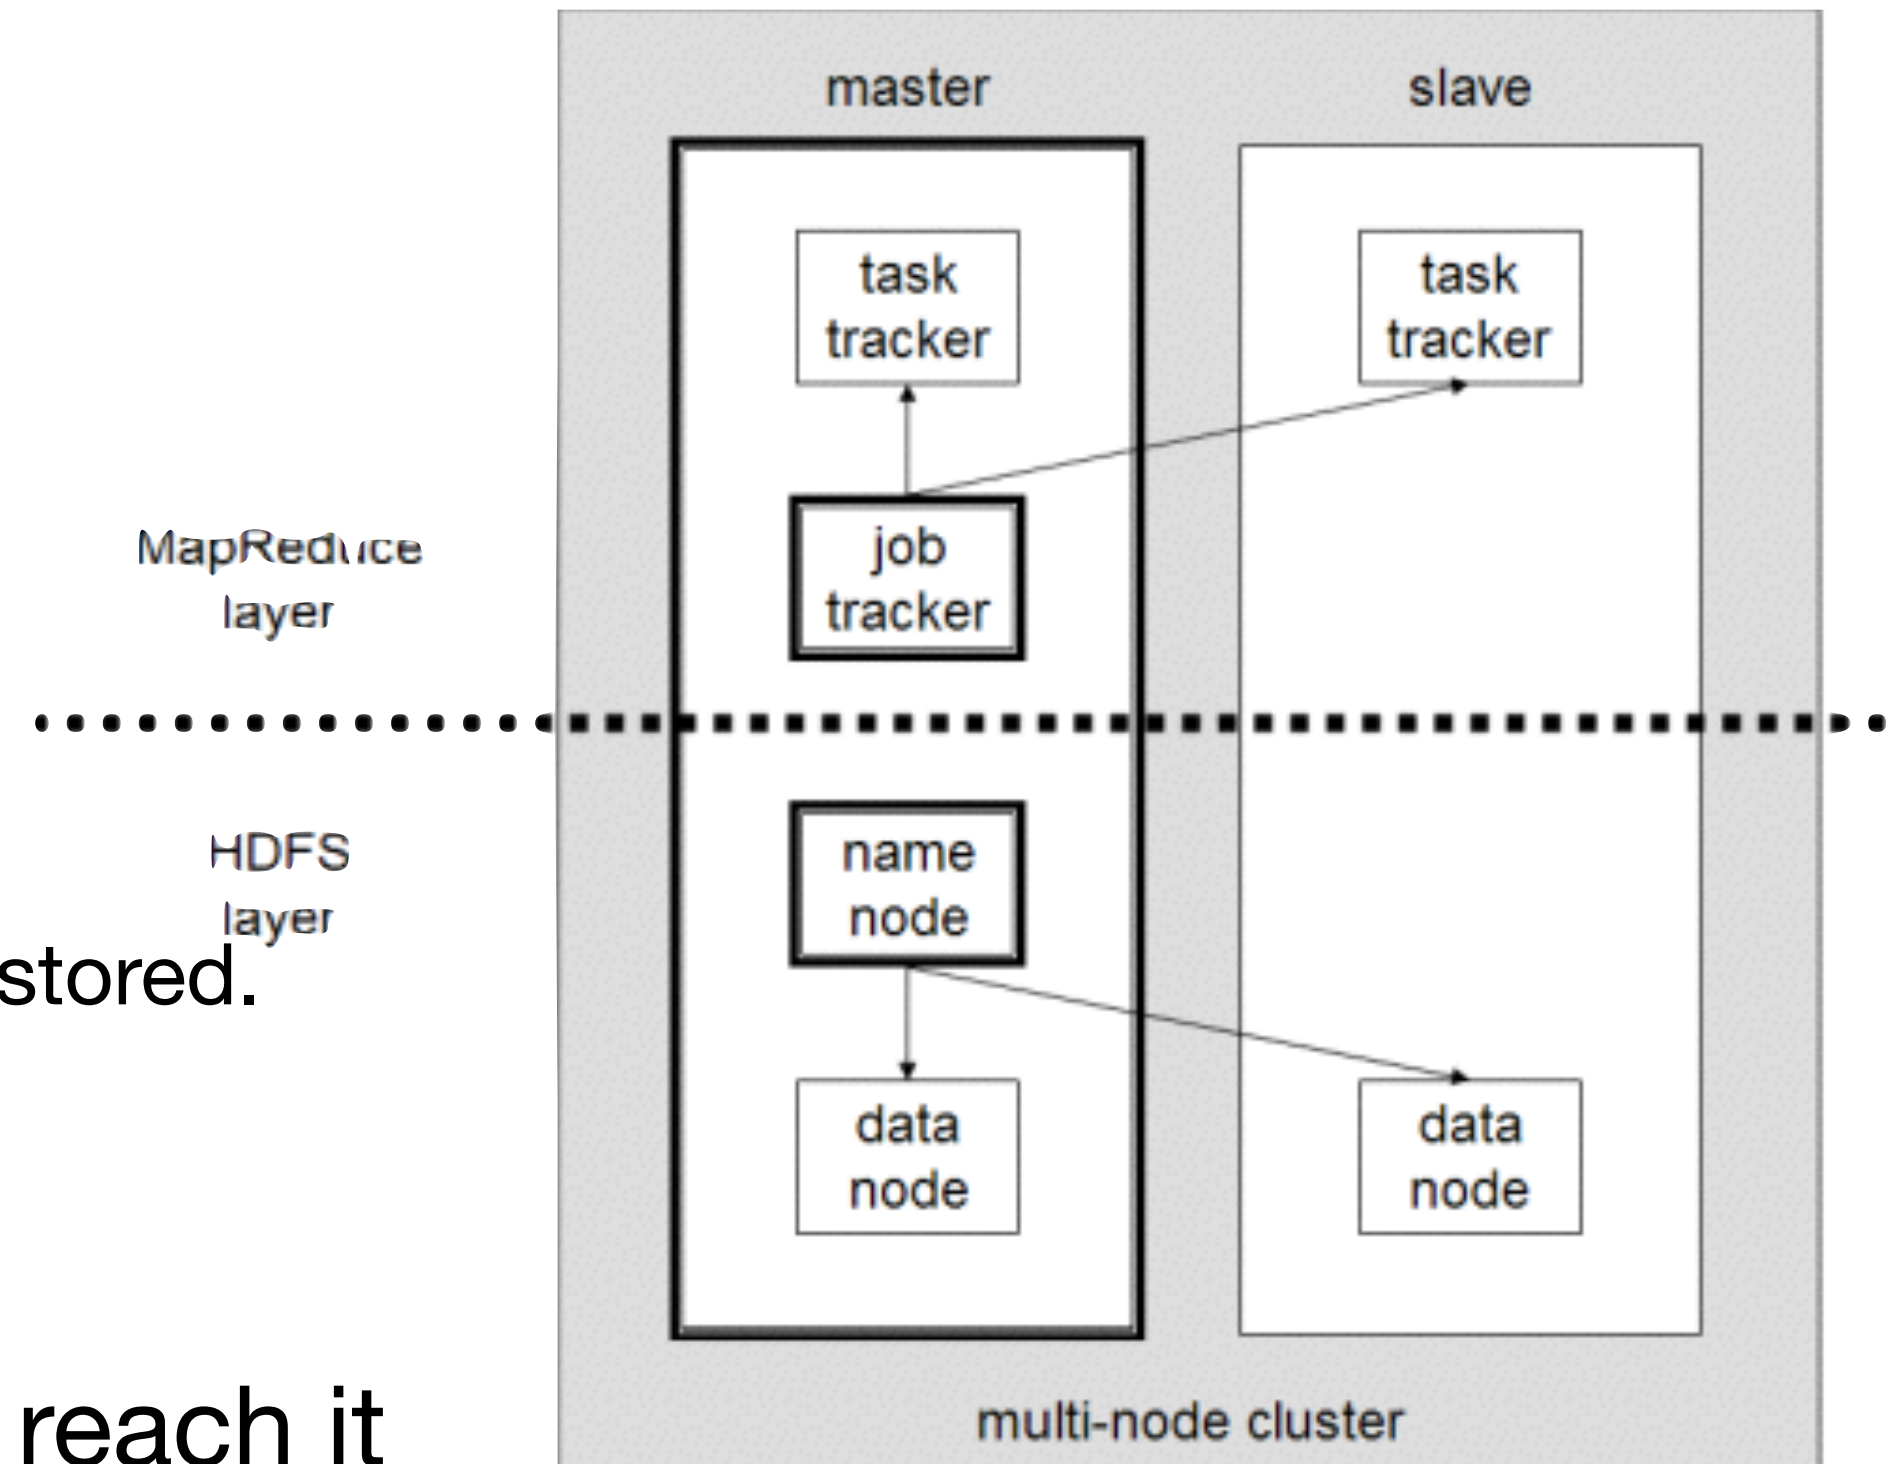 master
slave
task
tracker
task
tracker
MapReduce
layer
job
tracker
HDFS
layer
name
node
stored.
data
node
data
node
reach it
multi-node cluster